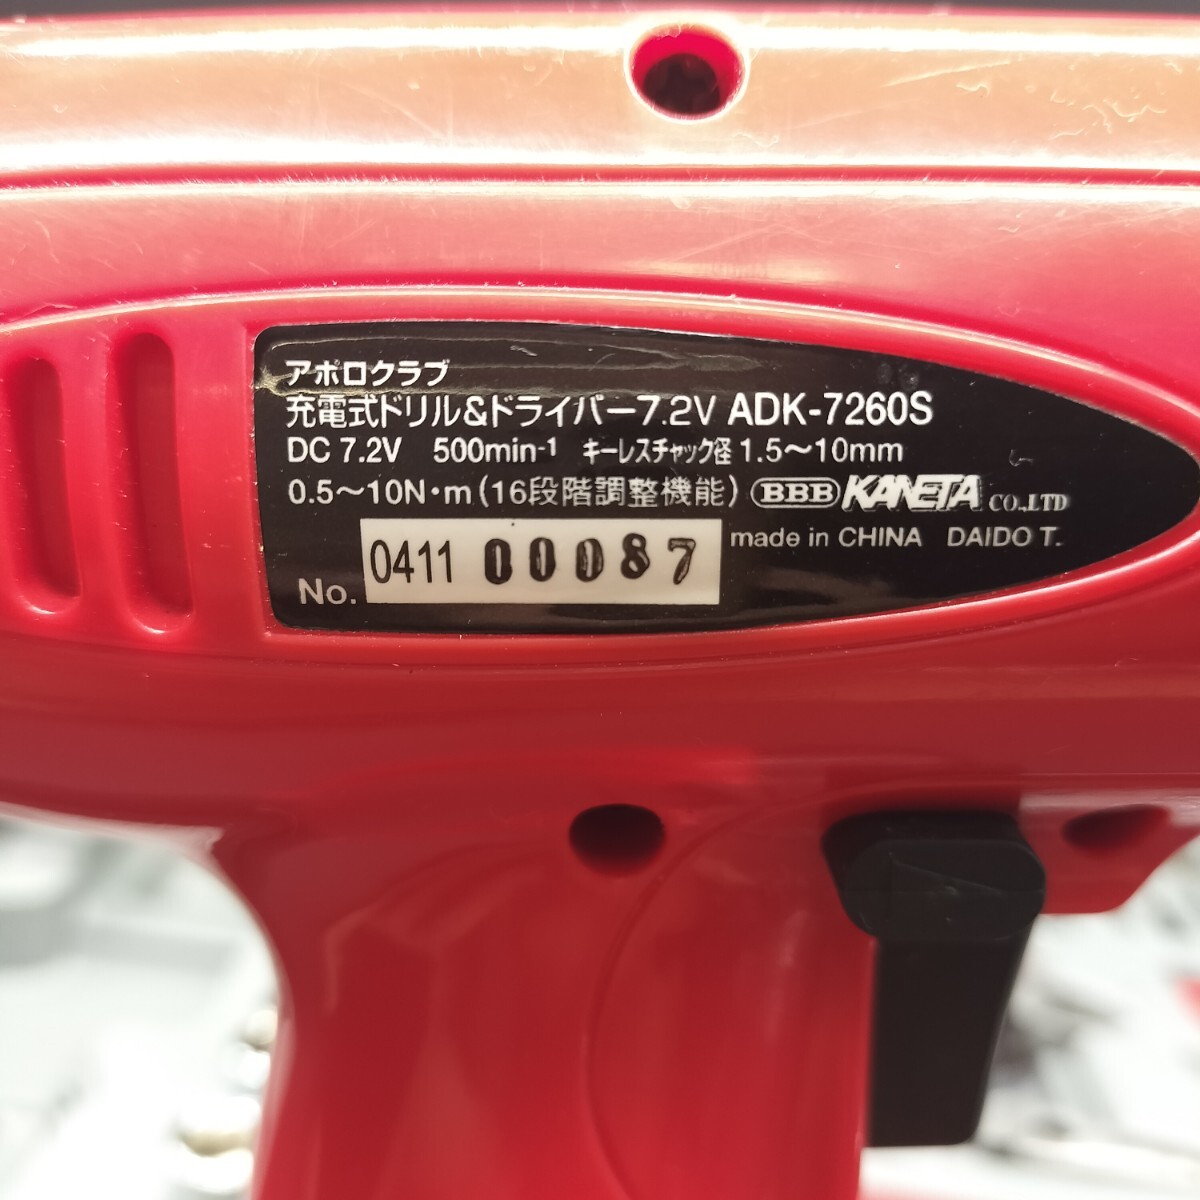 アポロクラブ
充電式ドリル&ドライバー7.2V ADK-7260S
DC 7.2V 500min-1 キーレスチャック径 1.5～10mm
0.5～10N・m(16段階調整機能) BBB KANETA CO.,LTD
made in CHINA DAIDO T.
No. 0411 00087